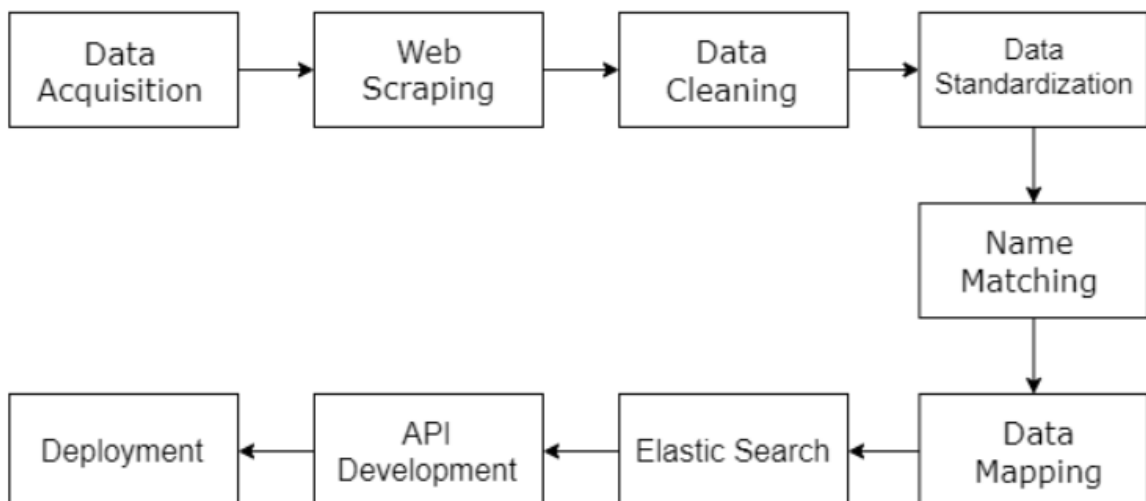 Data
Acquisition
Web
Scraping
Data
Cleaning
Data
Standardization
Name
Matching
Data
Mapping
Elastic Search
API
Development
Deployment